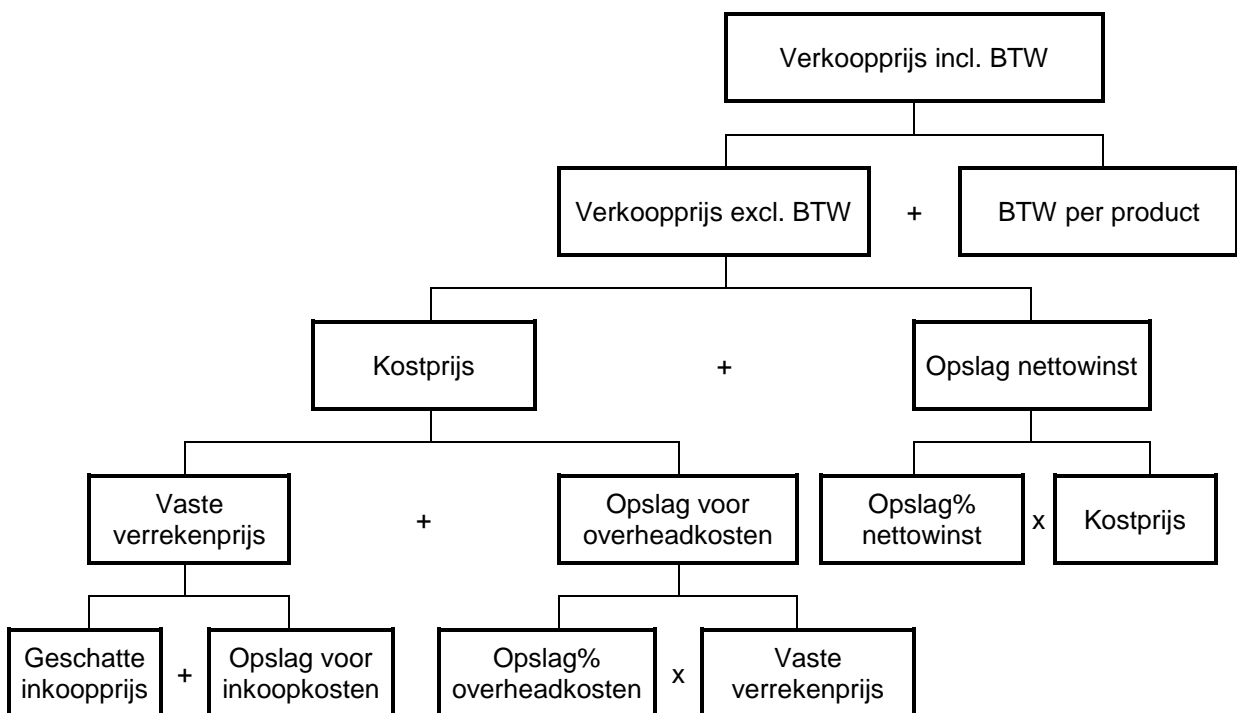 Verkoopprijs incl. BTW
Verkoopprijs excl. BTW + BTW per product
Kostprijs + Opslag nettowinst
Vaste
verrekenprijs
+
Opslag voor
overheadkosten
Opslag%
nettowinst
x
Kostprijs
Geschatte
inkoopprijs
+
Opslag voor
inkoopkosten
Opslag%
overheadkosten
x
Vaste
verrekenprijs